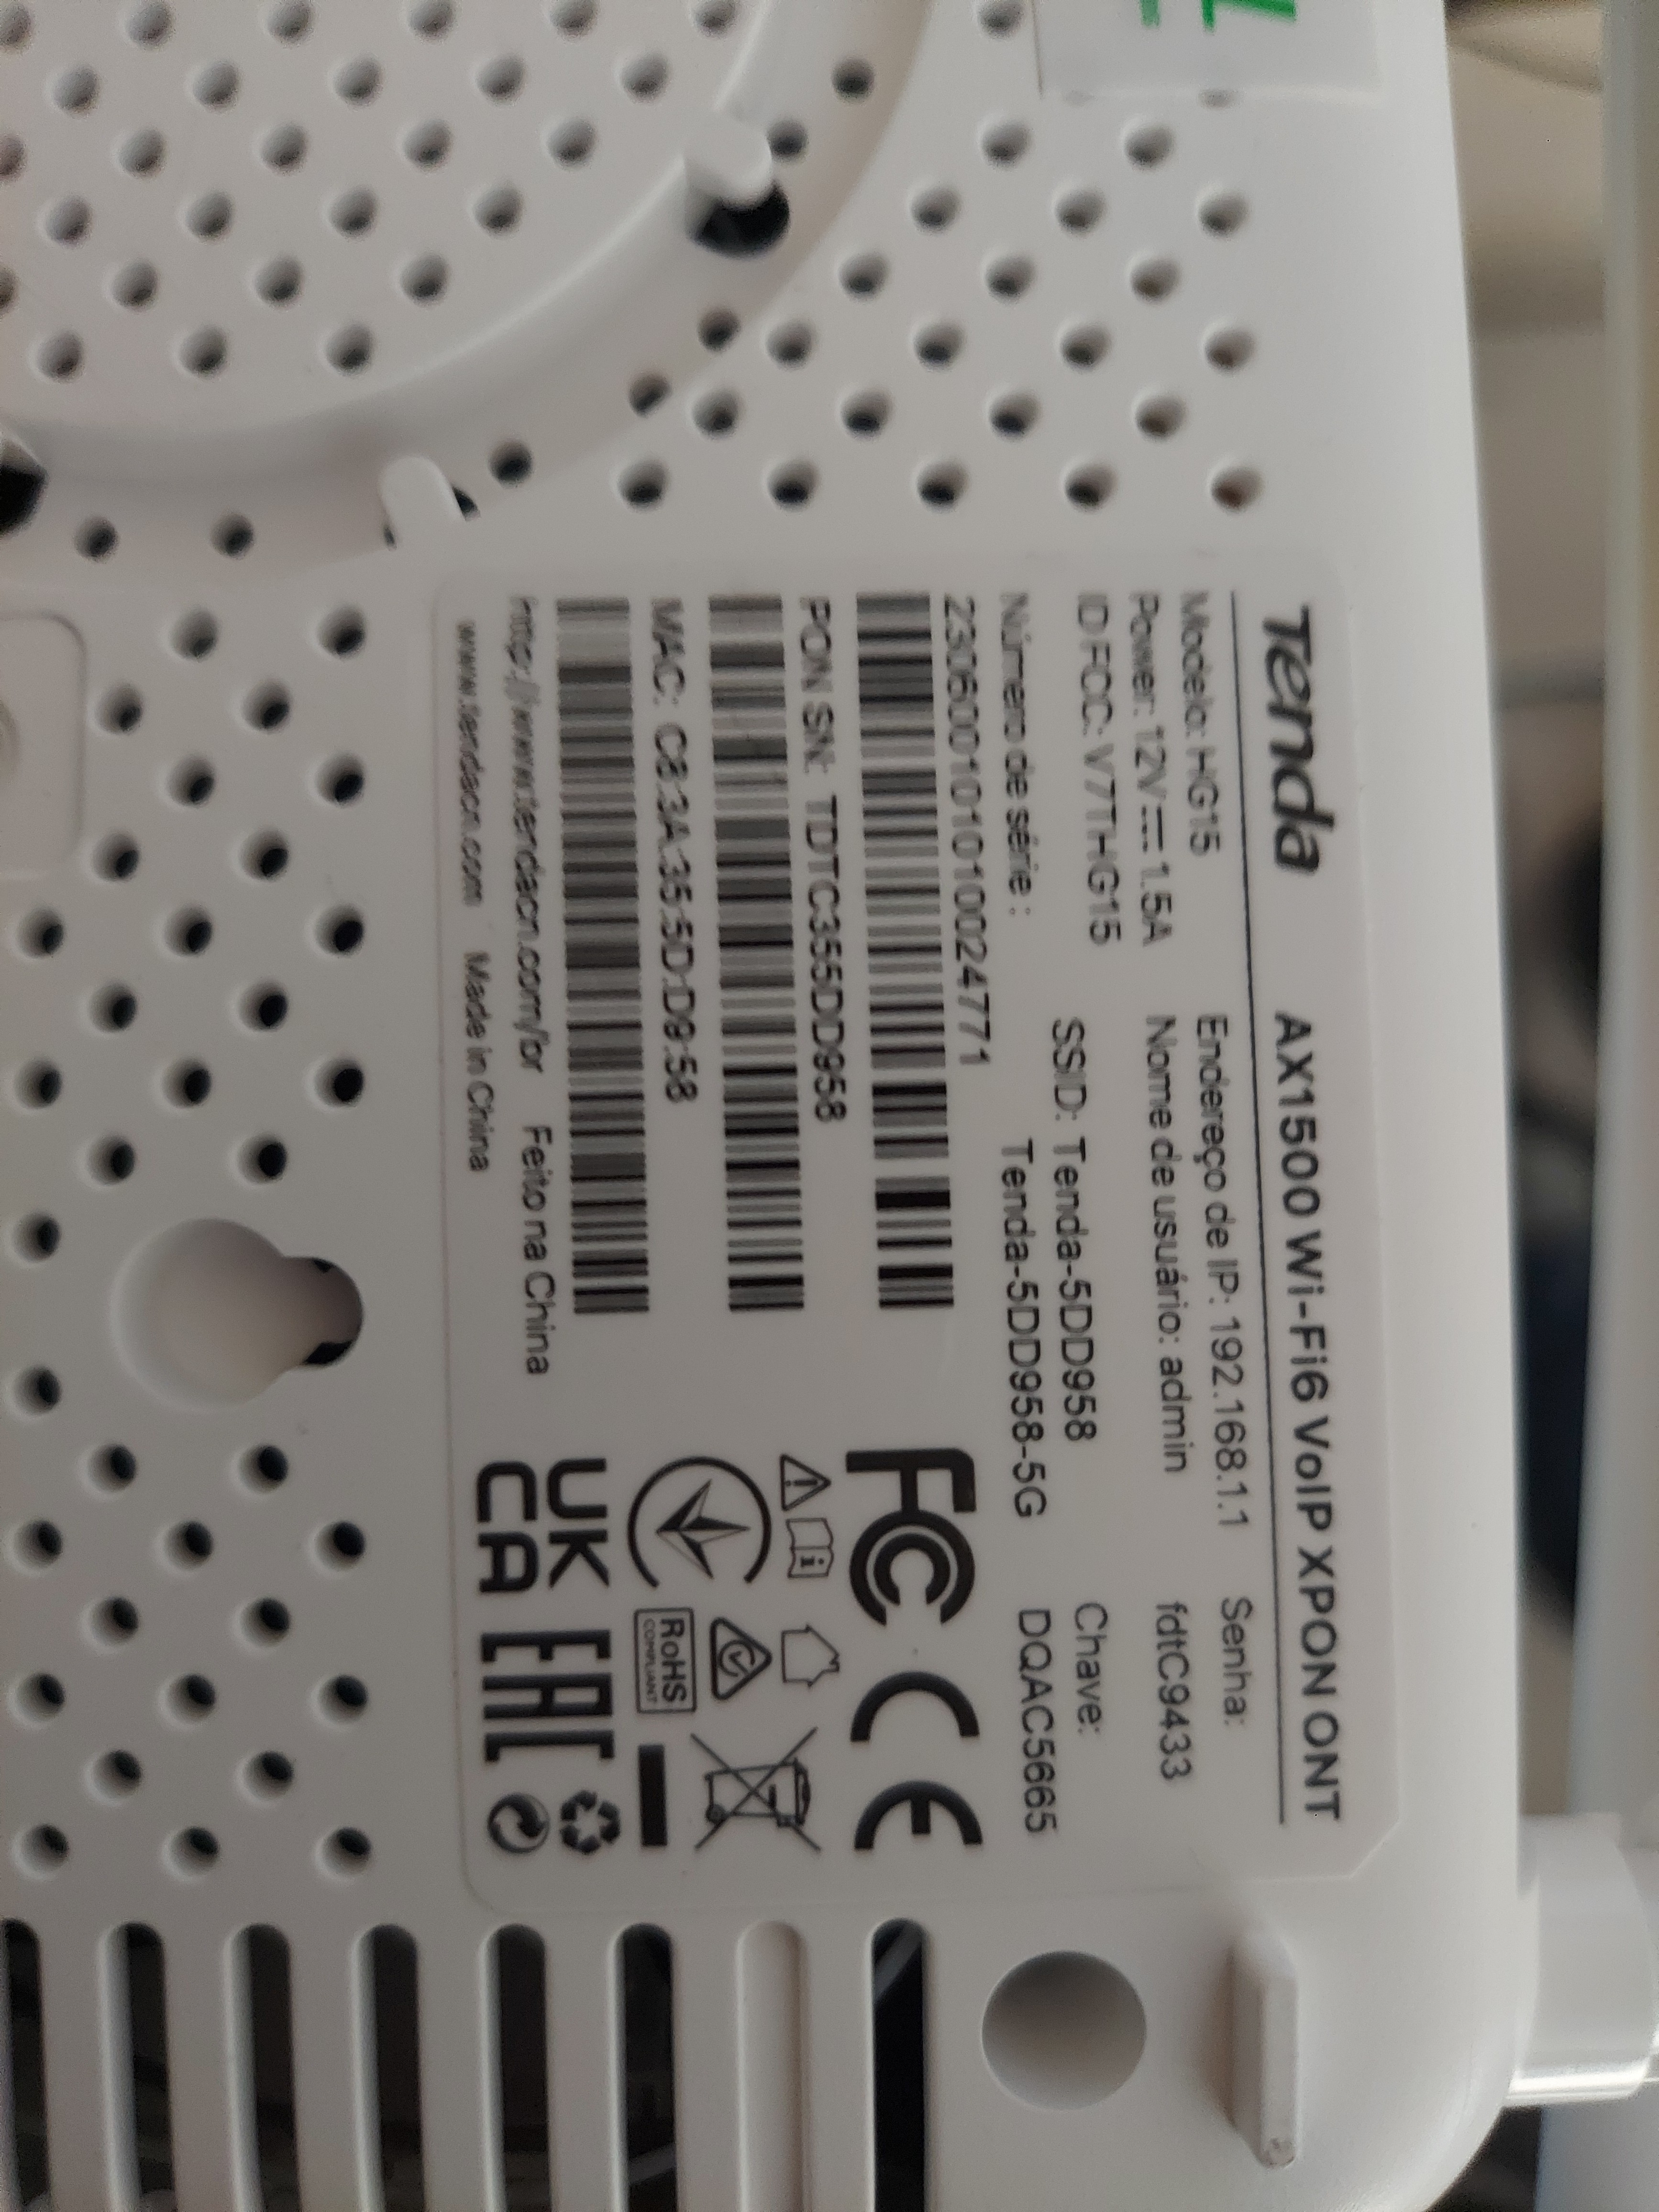 Tenda AX1500 Wi-Fi6 VoIP XPON ONT
Modelo: HG15
Power: 12V⎓1.5A
ID FCC: V7THG15
Endereço de IP: 192.168.1.1
Nome de usuário: admin
Senha:
fdtC9433
SSID: Tenda-5DD958
Tenda-5DD958-5G
Chave:
DQAC5665
Número de série :
23060010101024771
PON SN: TDTC355DD958
MAC: C8:3A:35:5D:D9:58
http://www.tendacn.com/br Feito na China
www.tendacn.com Made in China
FC CE
RoHS
COMPLIANT
UK
CA
EAC